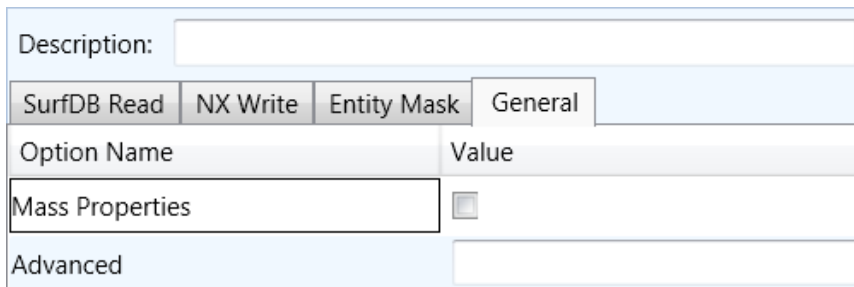 Description:
SurfDB Read NX Write Entity Mask General
Option Name Value
Mass Properties
Advanced